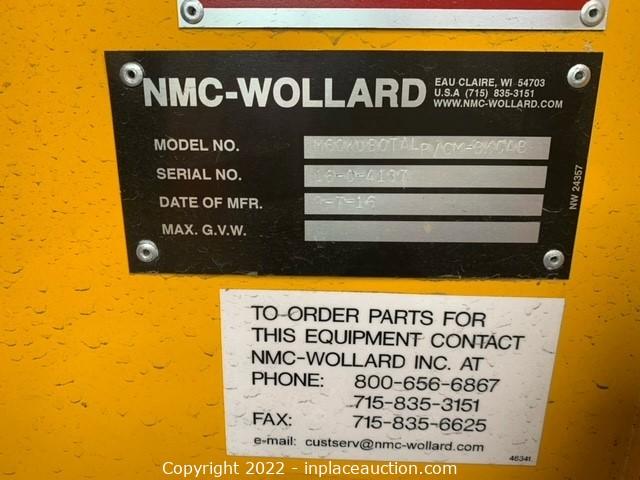 NMC-WOLLARD
EAU CLAIRE, WI 54703
U.S.A (715) 835-3151
WWW.NMC-WOLLARD.COM
MODEL NO.
SERIAL NO.
DATE OF MFR.
MAX. G.V.W.
NW 24357
TO ORDER PARTS FOR
THIS EQUIPMENT CONTACT
NMC-WOLLARD INC. AT
PHONE: 800-656-6867
715-835-3151
FAX: 715-835-6625
e-mail: custserv@nmc-wollard.com
46341
Copyright 2022 - inplaceauction.com